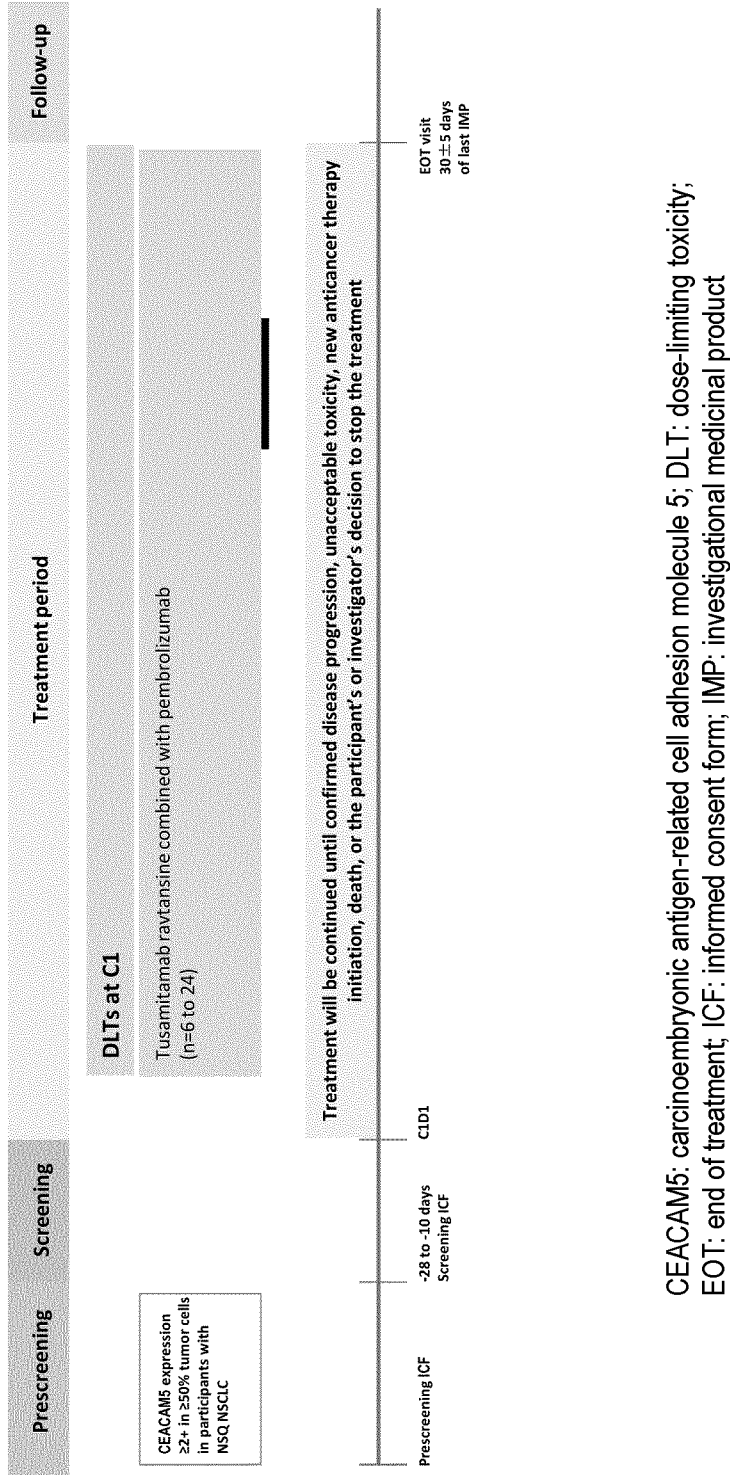 Prescreening
Screening
Treatment period
Follow-up
DLTs at C1
CEACAM5 expression
≥2+ in ≥50% tumor cells
in participants with
NSQ NSCLC
Tusamitamab ravtansine combined with pembrolizumab
(n=6 to 24)
Treatment will be continued until confirmed disease progression, unacceptable toxicity, new anticancer therapy
initiation, death, or the participant's or investigator's decision to stop the treatment
Prescreening ICF
-28 to -10 days
Screening ICF
C1D1
EOT visit
30±5 days
of last IMP
CEACAM5: carcinoembryonic antigen-related cell adhesion molecule 5; DLT: dose-limiting toxicity;
EOT: end of treatment; ICF: informed consent form; IMP: investigational medicinal product